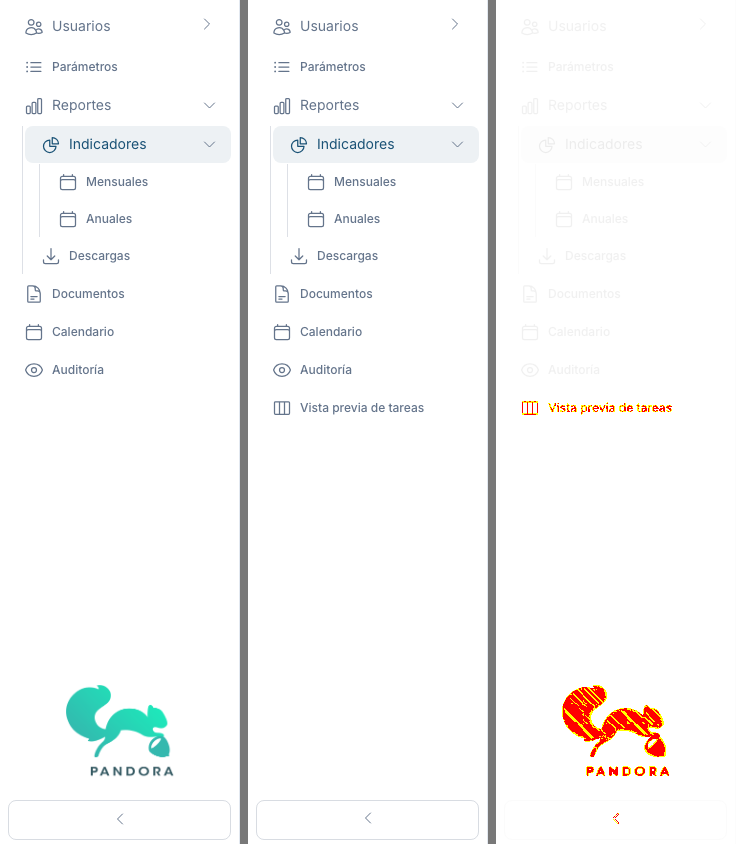 Usuarios
Parámetros
Reportes
Indicadores
Mensuales
Anuales
Descargas
Documentos
Calendario
Auditoría
PANDORA
Usuarios
Parámetros
Reportes
Indicadores
Mensuales
Anuales
Descargas
Documentos
Calendario
Auditoría
Vista previa de tareas
Usuarios
Parámetros
Reportes
Indicadores
Mensuales
Anuales
Descargas
Documentos
Calendario
Auditoría
Vista previa de tareas
PANDORA